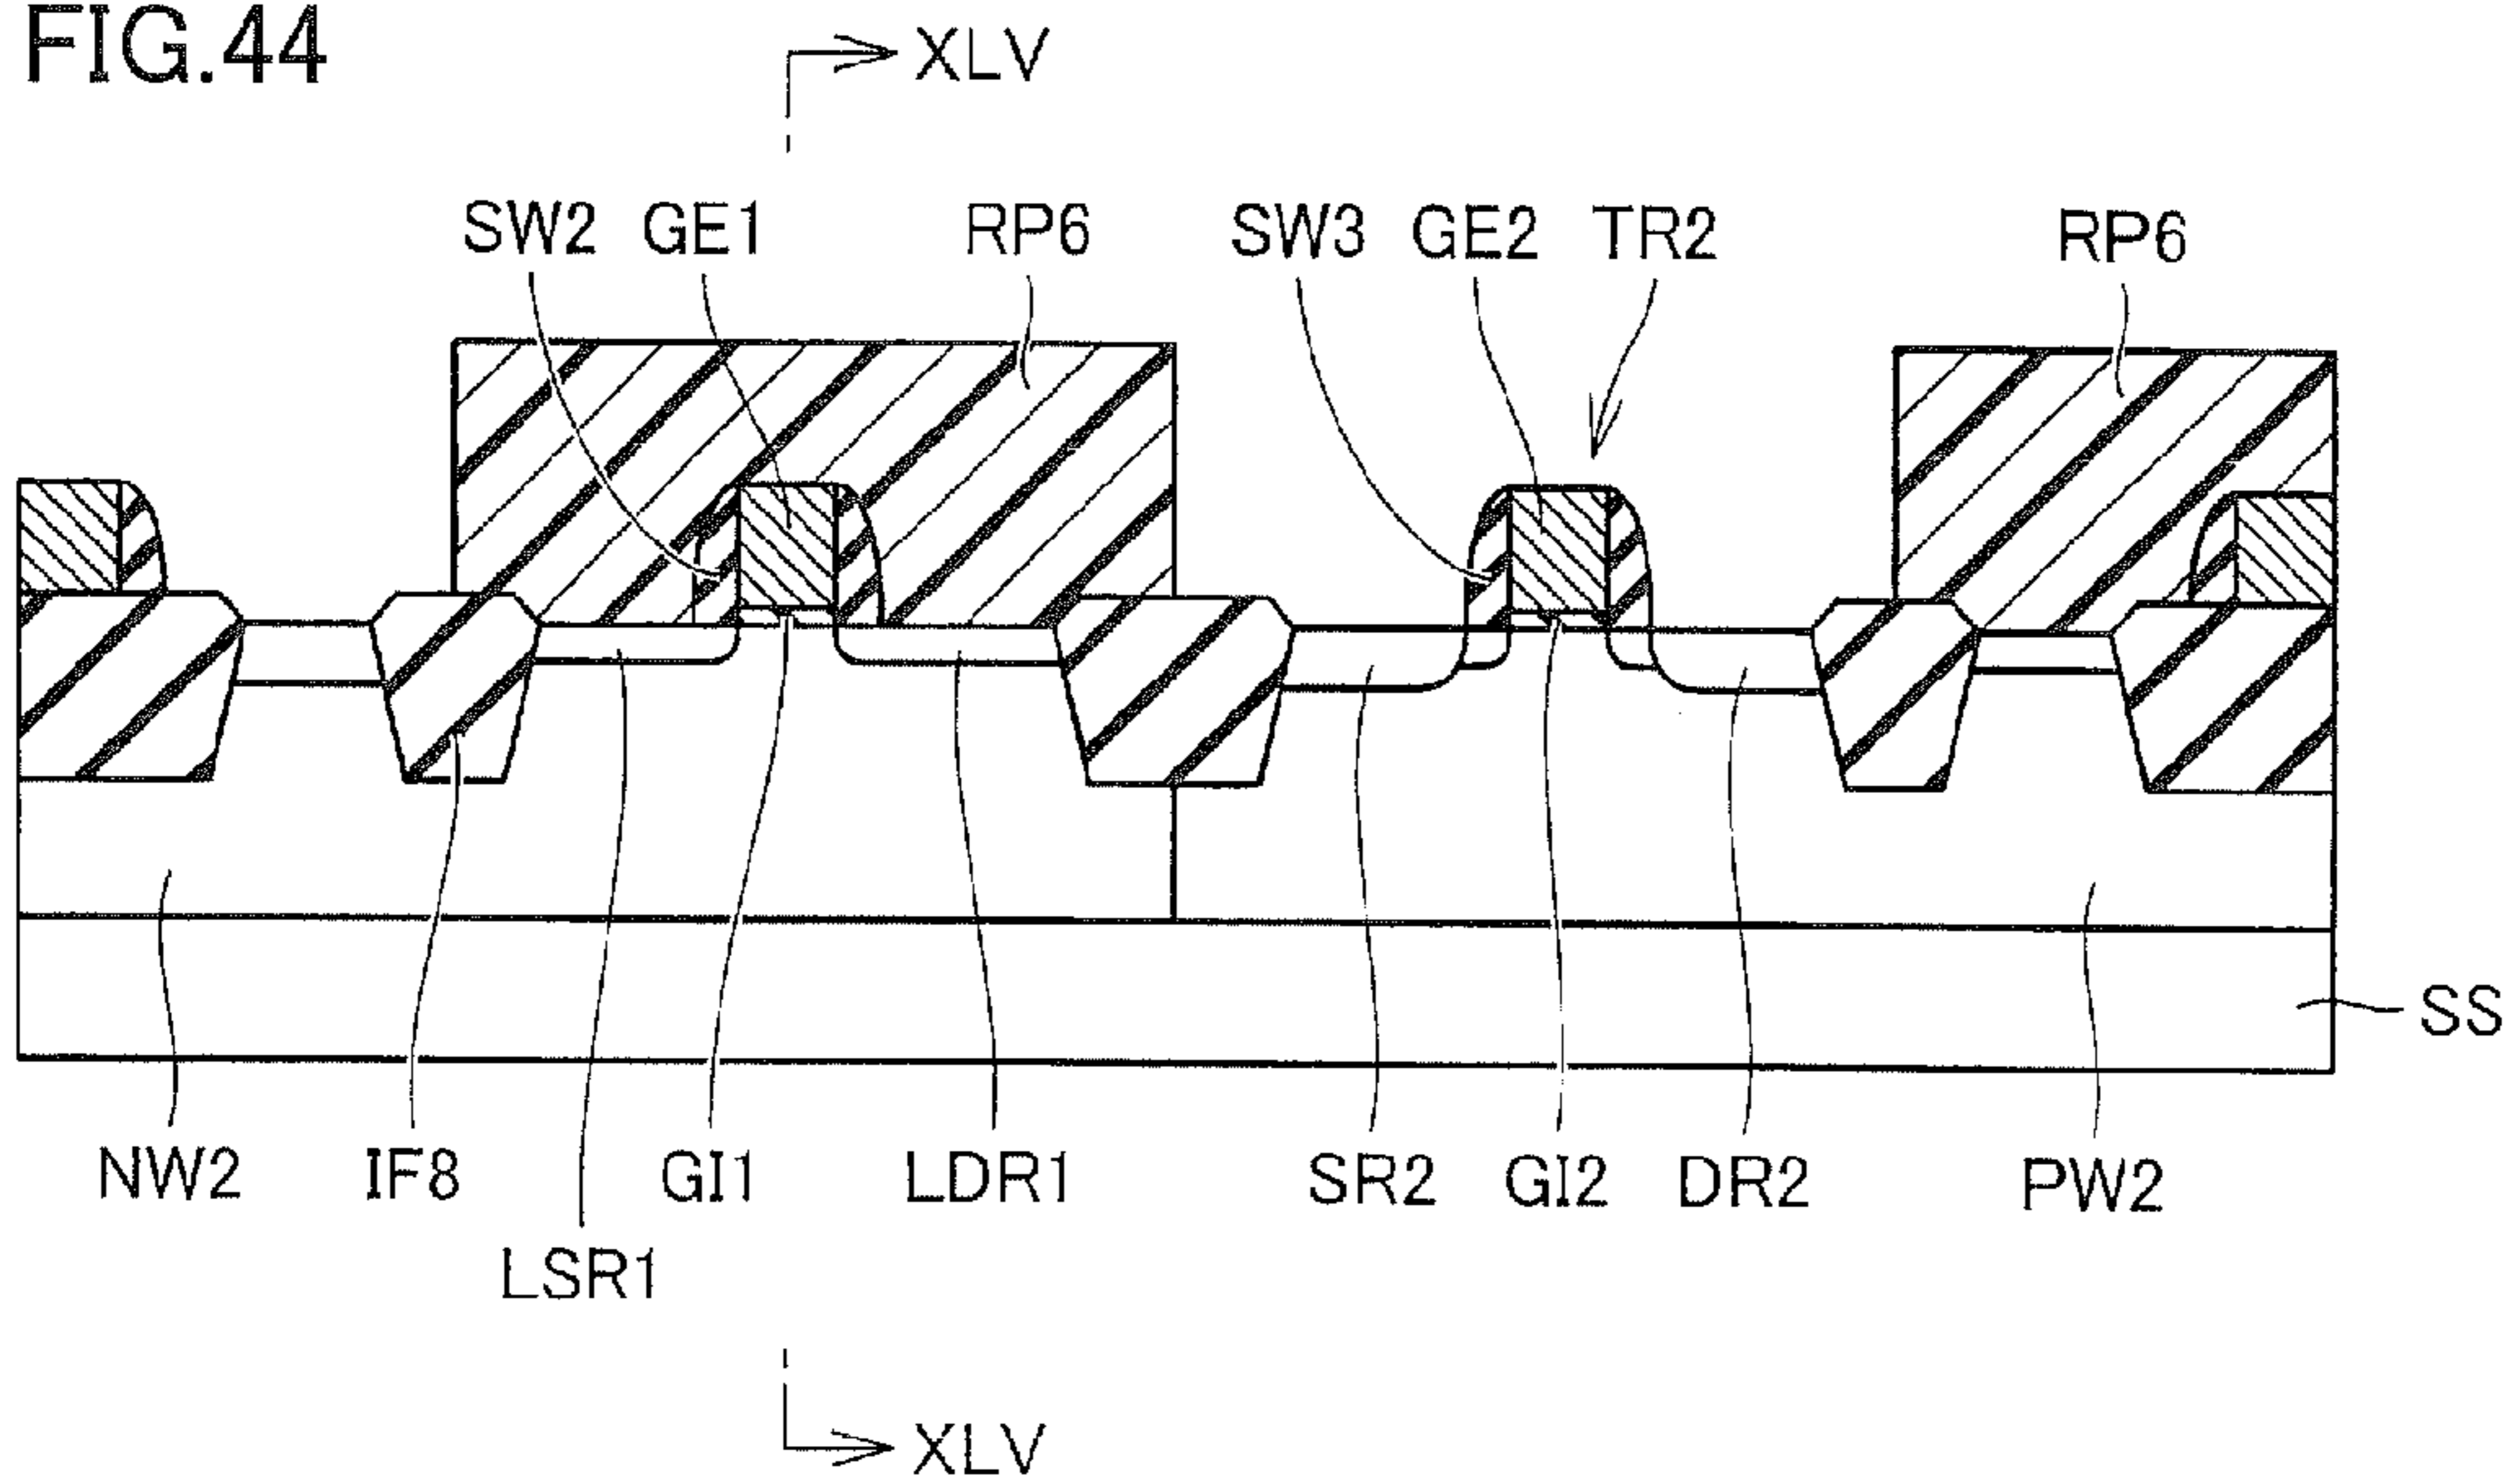 FIG.44
XLV
SW2 GE1 RP6 SW3 GE2 TR2 RP6
SS
NW2 IF8 GI1 LDR1 SR2 GI2 DR2 PW2
LSR1
XLV